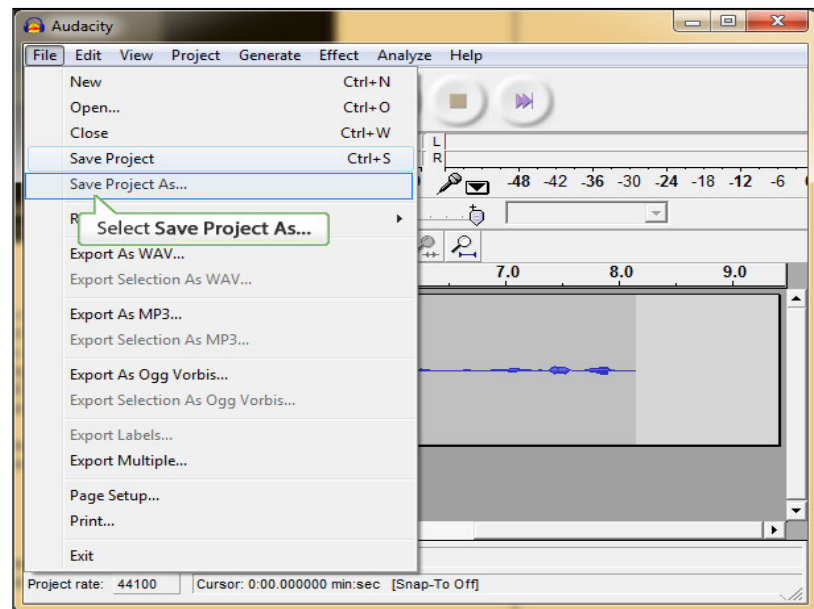 Audacity
File Edit View Project Generate Effect Analyze Help
New Ctrl+N
Open... Ctrl+O
Close Ctrl+W
Save Project Ctrl+S
Save Project As...
Select Save Project As...
Export As WAV...
Export Selection As WAV...
Export As MP3...
Export Selection As MP3...
Export As Ogg Vorbis...
Export Selection As Ogg Vorbis...
Export Labels...
Export Multiple...
Page Setup...
Print...
Exit
L
R
-48 -42 -36 -30 -24 -18 -12 -6
7.0 8.0 9.0
Project rate: 44100 Cursor: 0:00.000000 min:sec [Snap-To Off]